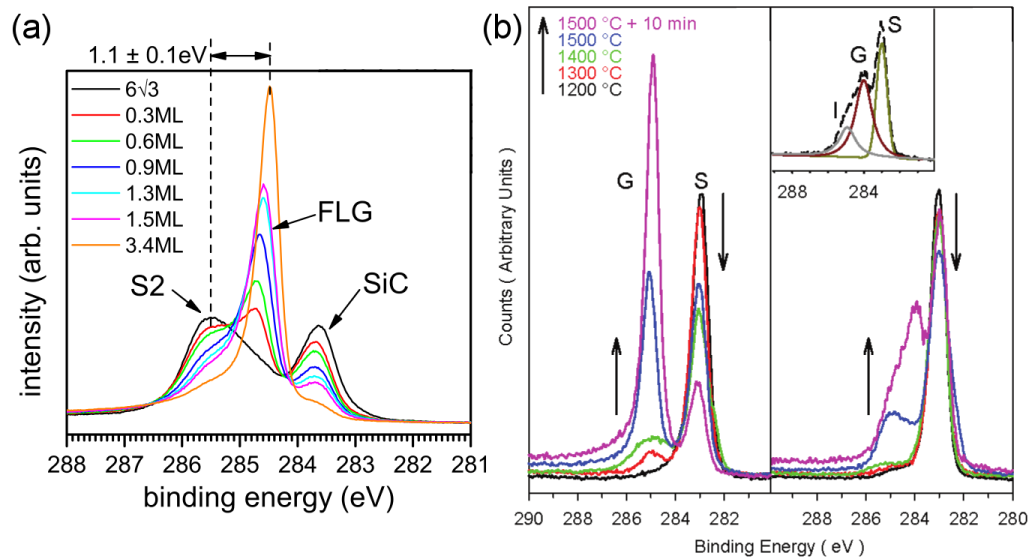 (a)
1.1 ± 0.1eV
6√3
0.3ML
0.6ML
0.9ML
1.3ML
1.5ML
3.4ML
S2
FLG
SiC
intensity (arb. units)
288 287 286 285 284 283 282 281
binding energy (eV)
(b)
1500 °C + 10 min
1500 °C
1400 °C
1300 °C
1200 °C
G
S
I
G
S
288 284
Counts ( Arbitrary Units )
290 288 286 284 282 288 286 284 282 280
Binding Energy ( eV )